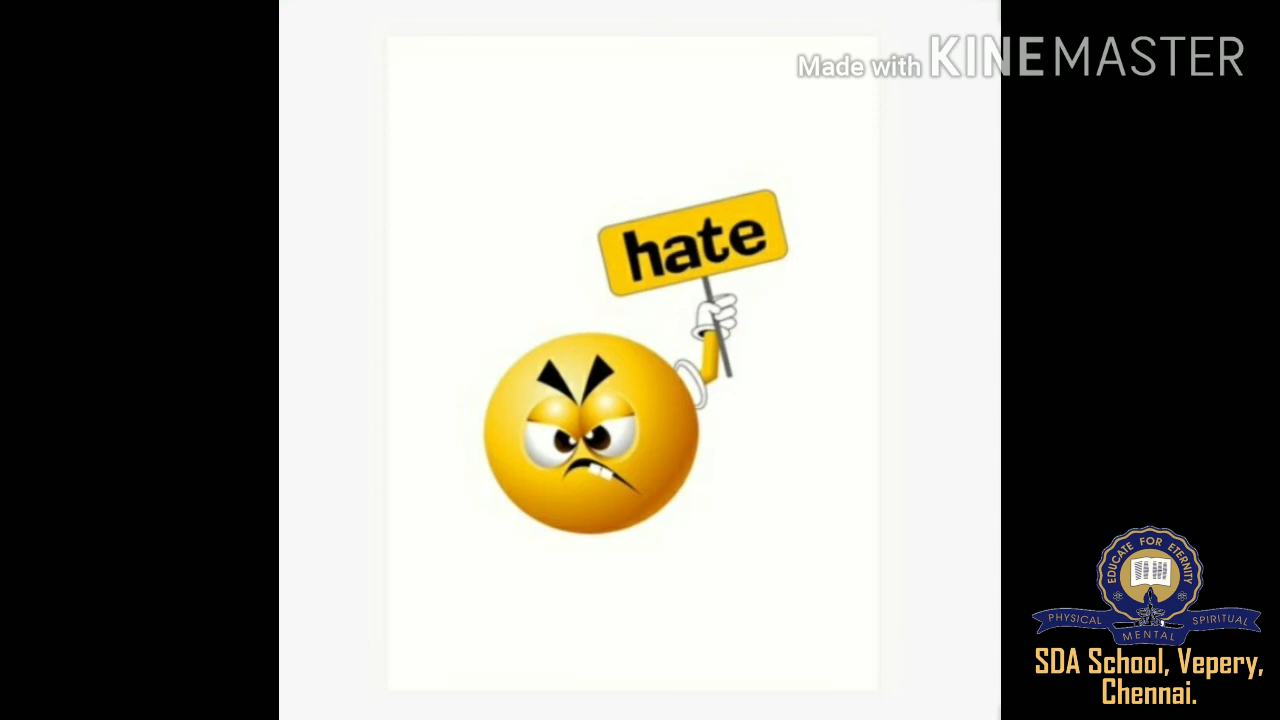 Made with KINEMASTER
hate
EDUCATE FOR ETERNITY
PHYSICAL
MENTAL
SPIRITUAL
SDA School, Vepery,
Chennai.